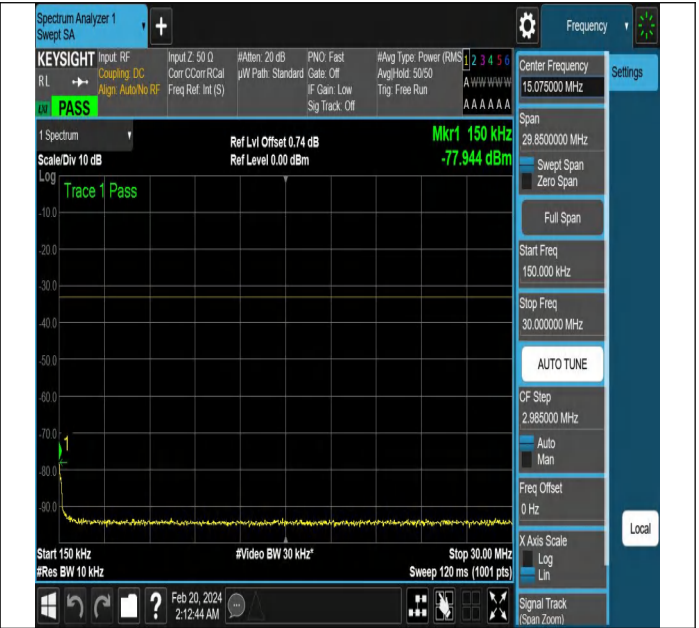 Spectrum Analyzer 1
Swept SA
Frequency
KEYSIGHT
RL
LNI PASS
Input: RF
Coupling: DC
Align: Auto/No RF
Input Z: 50 Ω
Corr CCorr RCal
Freq Ref: Int (S)
#Atten: 20 dB
µW Path: Standard
PNO: Fast
Gate: Off
IF Gain: Low
Sig Track: Off
#Avg Type: Power (RMS
Avg|Hold: 50/50
Trig: Free Run
1 2 3 4 5 6
A W W W W W
A A A A A A
1 Spectrum
Scale/Div 10 dB
Ref Lvl Offset 0.74 dB
Ref Level 0.00 dBm
Mkr1 150 kHz
-77.944 dBm
Log
Trace 1 Pass
-10.0
-20.0
-30.0
-40.0
-50.0
-60.0
-70.0
-80.0
-90.0
1
Start 150 kHz
#Res BW 10 kHz
#Video BW 30 kHz*
Stop 30.00 MHz
Sweep 120 ms (1001 pts)
Feb 20, 2024
2:12:44 AM
Center Frequency
15.075000 MHz
Span
29.8500000 MHz
Swept Span
Zero Span
Full Span
Start Freq
150.000 kHz
Stop Freq
30.000000 MHz
AUTO TUNE
CF Step
2.985000 MHz
Auto
Man
Freq Offset
0 Hz
X Axis Scale
Log
Lin
Signal Track
(Span Zoom)
Settings
Local